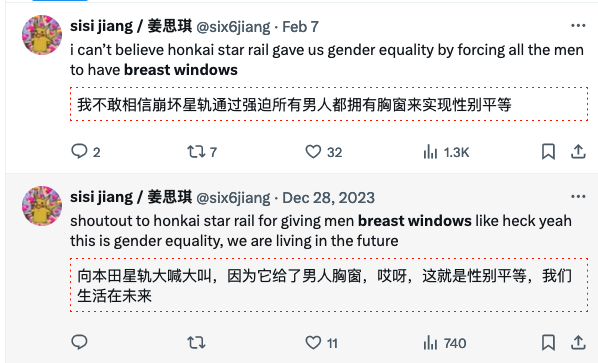 sisi jiang / 姜思琪 @six6jiang · Feb 7
i can't believe honkai star rail gave us gender equality by forcing all the men
to have breast windows
我不敢相信崩坏星轨通过强迫所有男人都拥有胸窗来实现性别平等
2 7 32 1.3K
sisi jiang / 姜思琪 @six6jiang · Dec 28, 2023
shoutout to honkai star rail for giving men breast windows like heck yeah
this is gender equality, we are living in the future
向本田星轨大喊大叫，因为它给了男人胸窗，哎呀，这就是性别平等，我们
生活在未来
11 740